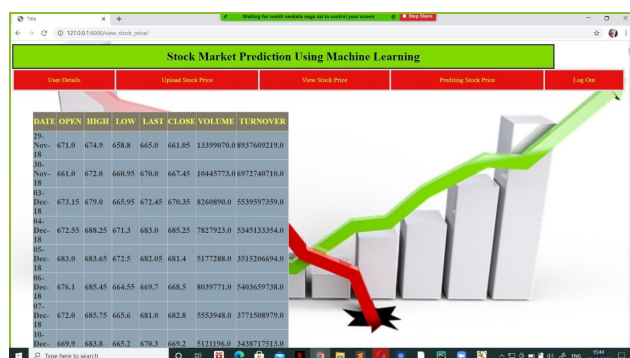 Title
Waiting for mohit venkata naga sai to control your screen
Stop Share
127.0.0.1:8000/view_stock_price/
Stock Market Prediction Using Machine Learning
User Details Upload Stock Price View Stock Price Prediting Stock Price Log Out
DATE OPEN HIGH LOW LAST CLOSE VOLUME TURNOVER
29-
Nov- 671.0 674.9 658.8 665.0 661.05 13399070.0 8937609219.0
18
30-
Nov- 661.0 672.0 660.95 670.0 667.45 10445773.0 6972740710.0
18
03-
Dec- 673.15 679.0 665.95 672.45 670.35 8260890.0 5539597359.0
18
04-
Dec- 672.55 688.25 671.3 683.0 685.25 7827923.0 5345133354.0
18
05-
Dec- 683.0 683.65 672.5 682.05 681.4 5177288.0 3515206694.0
18
06-
Dec- 676.1 685.45 664.55 669.7 668.5 8039771.0 5403659738.0
18
07-
Dec- 672.0 685.75 665.6 681.0 682.8 5553948.0 3771508979.0
18
10-
Dec- 669.9 683.8 665.2 670.3 669.2 5121196.0 3438717513.0
Type here to search
ENG
15:44